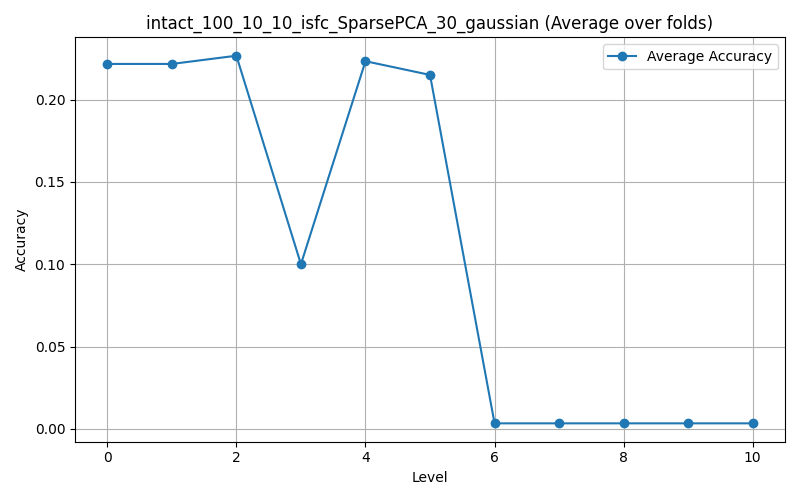 intact_100_10_10_isfc_SparsePCA_30_gaussian (Average over folds)
Average Accuracy
Accuracy
0.20
0.15
0.10
0.05
0.00
0 2 4 6 8 10
Level